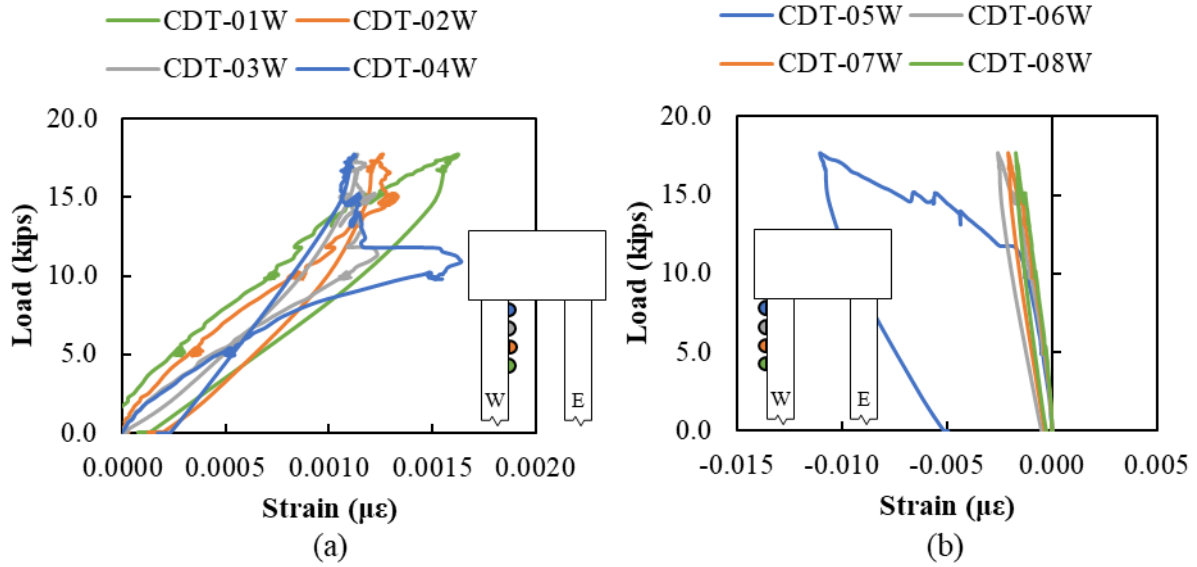 CDT-01W CDT-02W
CDT-03W CDT-04W
20.0
15.0
10.0
5.0
0.0
Load (kips)
W E
0.0000 0.0005 0.0010 0.0015 0.0020
Strain (με)
(a)
CDT-05W CDT-06W
CDT-07W CDT-08W
20.0
15.0
10.0
5.0
0.0
Load (kips)
W E
-0.015 -0.010 -0.005 0.000 0.005
Strain (με)
(b)